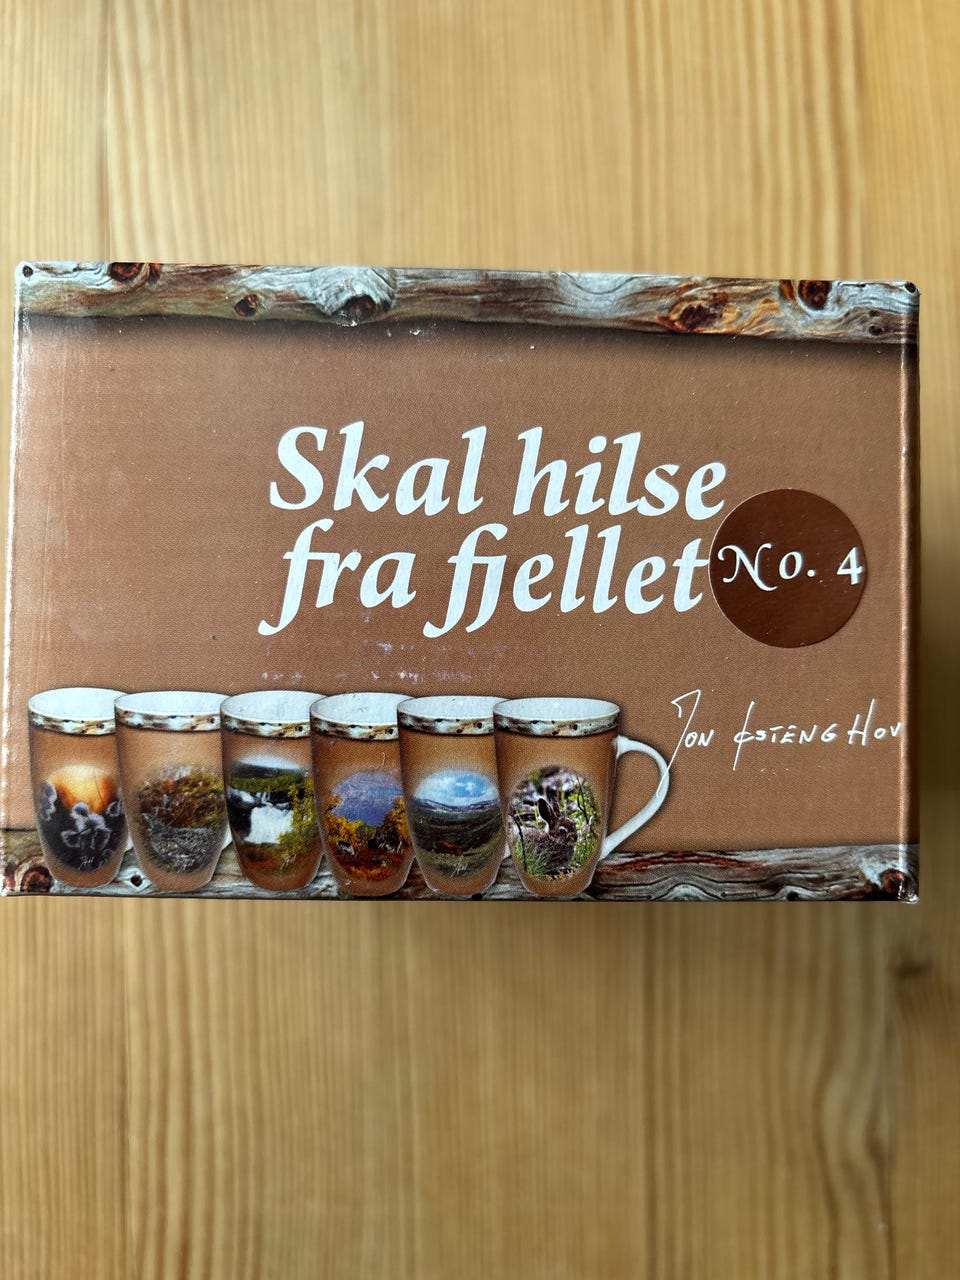 Skal hilse
fra fjellet
No. 4
Jon Østeng Hov